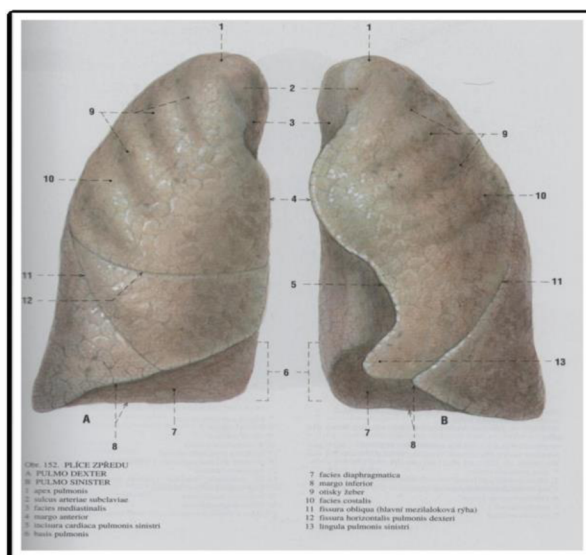 1
1
2
3
9
9
10
10
4
11
12
5
11
13
6
A
7
8
7
8
B
Obr. 152. PLÍCE ZPŘEDU
A PULMO DEXTER
B PULMO SINISTER
1 apex pulmonis
2 sulcus arteriae subclaviae
3 facies mediastinalis
4 margo anterior
5 incisura cardiaca pulmonis sinistri
6 basis pulmonis
7 facies diaphragmatica
8 margo inferior
9 otisky žeber
10 facies costalis
11 fissura obliqua (hlavní mezilaloková rýha)
12 fissura horizontalis pulmonis dexteri
13 lingula pulmonis sinistri